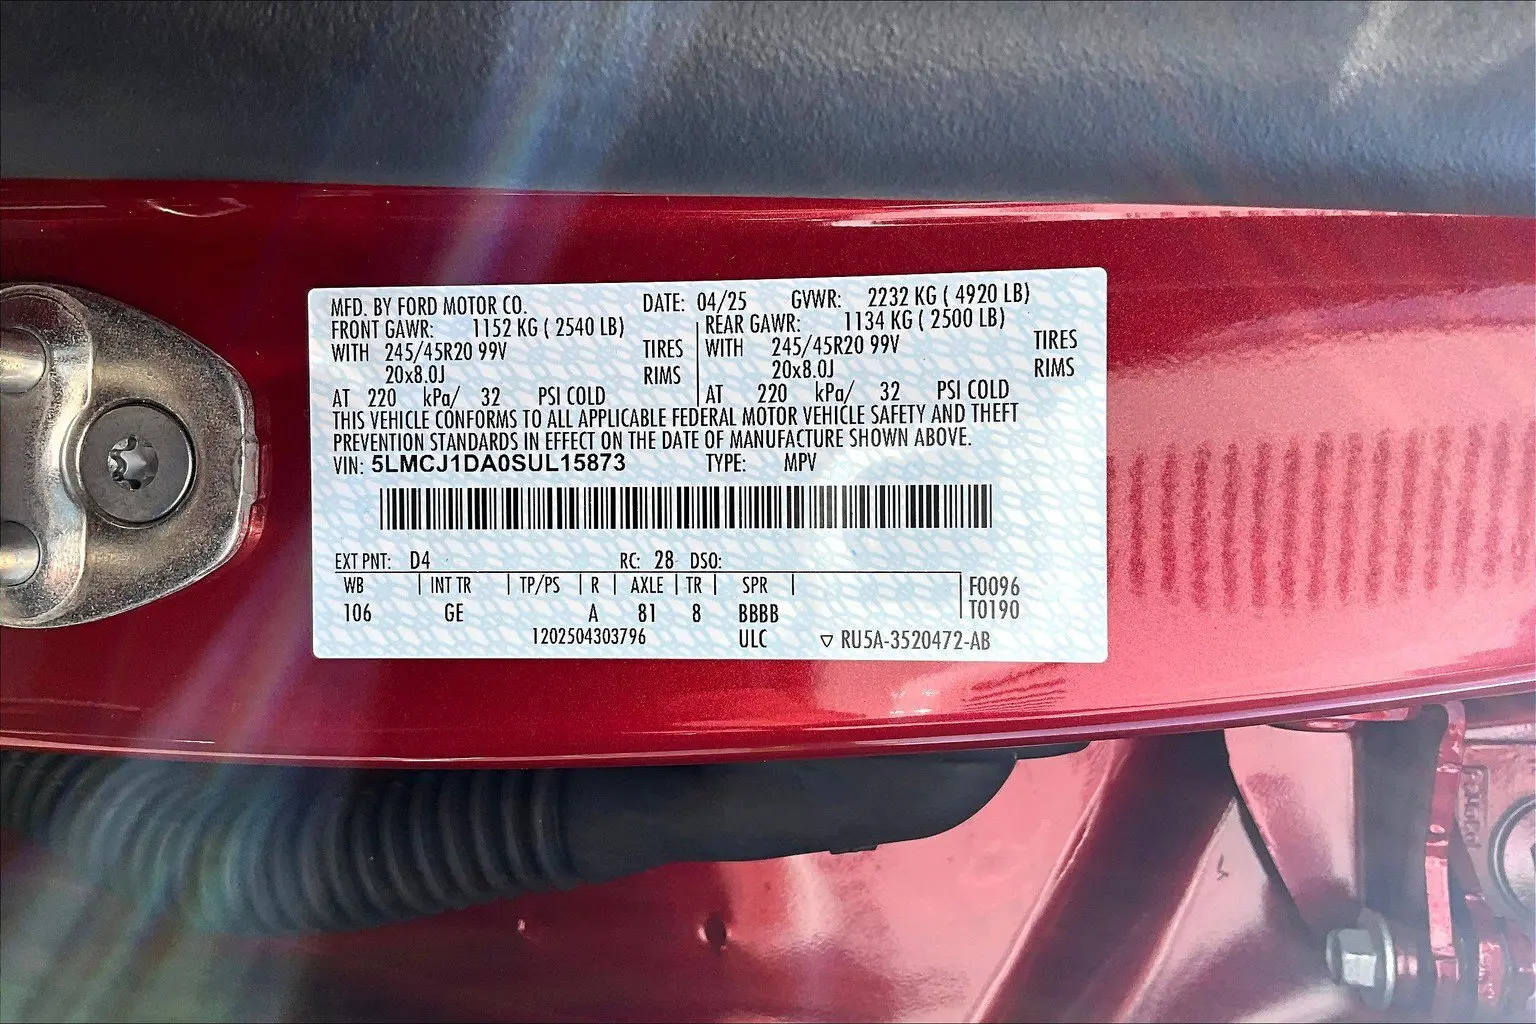 MFD. BY FORD MOTOR CO. DATE: 04/25 GVWR: 2232 KG ( 4920 LB)
FRONT GAWR: 1152 KG ( 2540 LB) REAR GAWR: 1134 KG ( 2500 LB)
WITH 245/45R20 99V TIRES WITH 245/45R20 99V TIRES
20x8.0J RIMS 20x8.0J RIMS
AT 220 kPa/ 32 PSI COLD AT 220 kPa/ 32 PSI COLD
THIS VEHICLE CONFORMS TO ALL APPLICABLE FEDERAL MOTOR VEHICLE SAFETY AND THEFT
PREVENTION STANDARDS IN EFFECT ON THE DATE OF MANUFACTURE SHOWN ABOVE.
VIN: 5LMCJ1DA0SUL15873 TYPE: MPV
EXT PNT: D4 RC: 28 DSO:
WB INT TR TP/PS R AXLE TR SPR F0096
106 GE A 81 8 BBBB T0190
1202504303796 ULC ▽ RU5A-3520472-AB